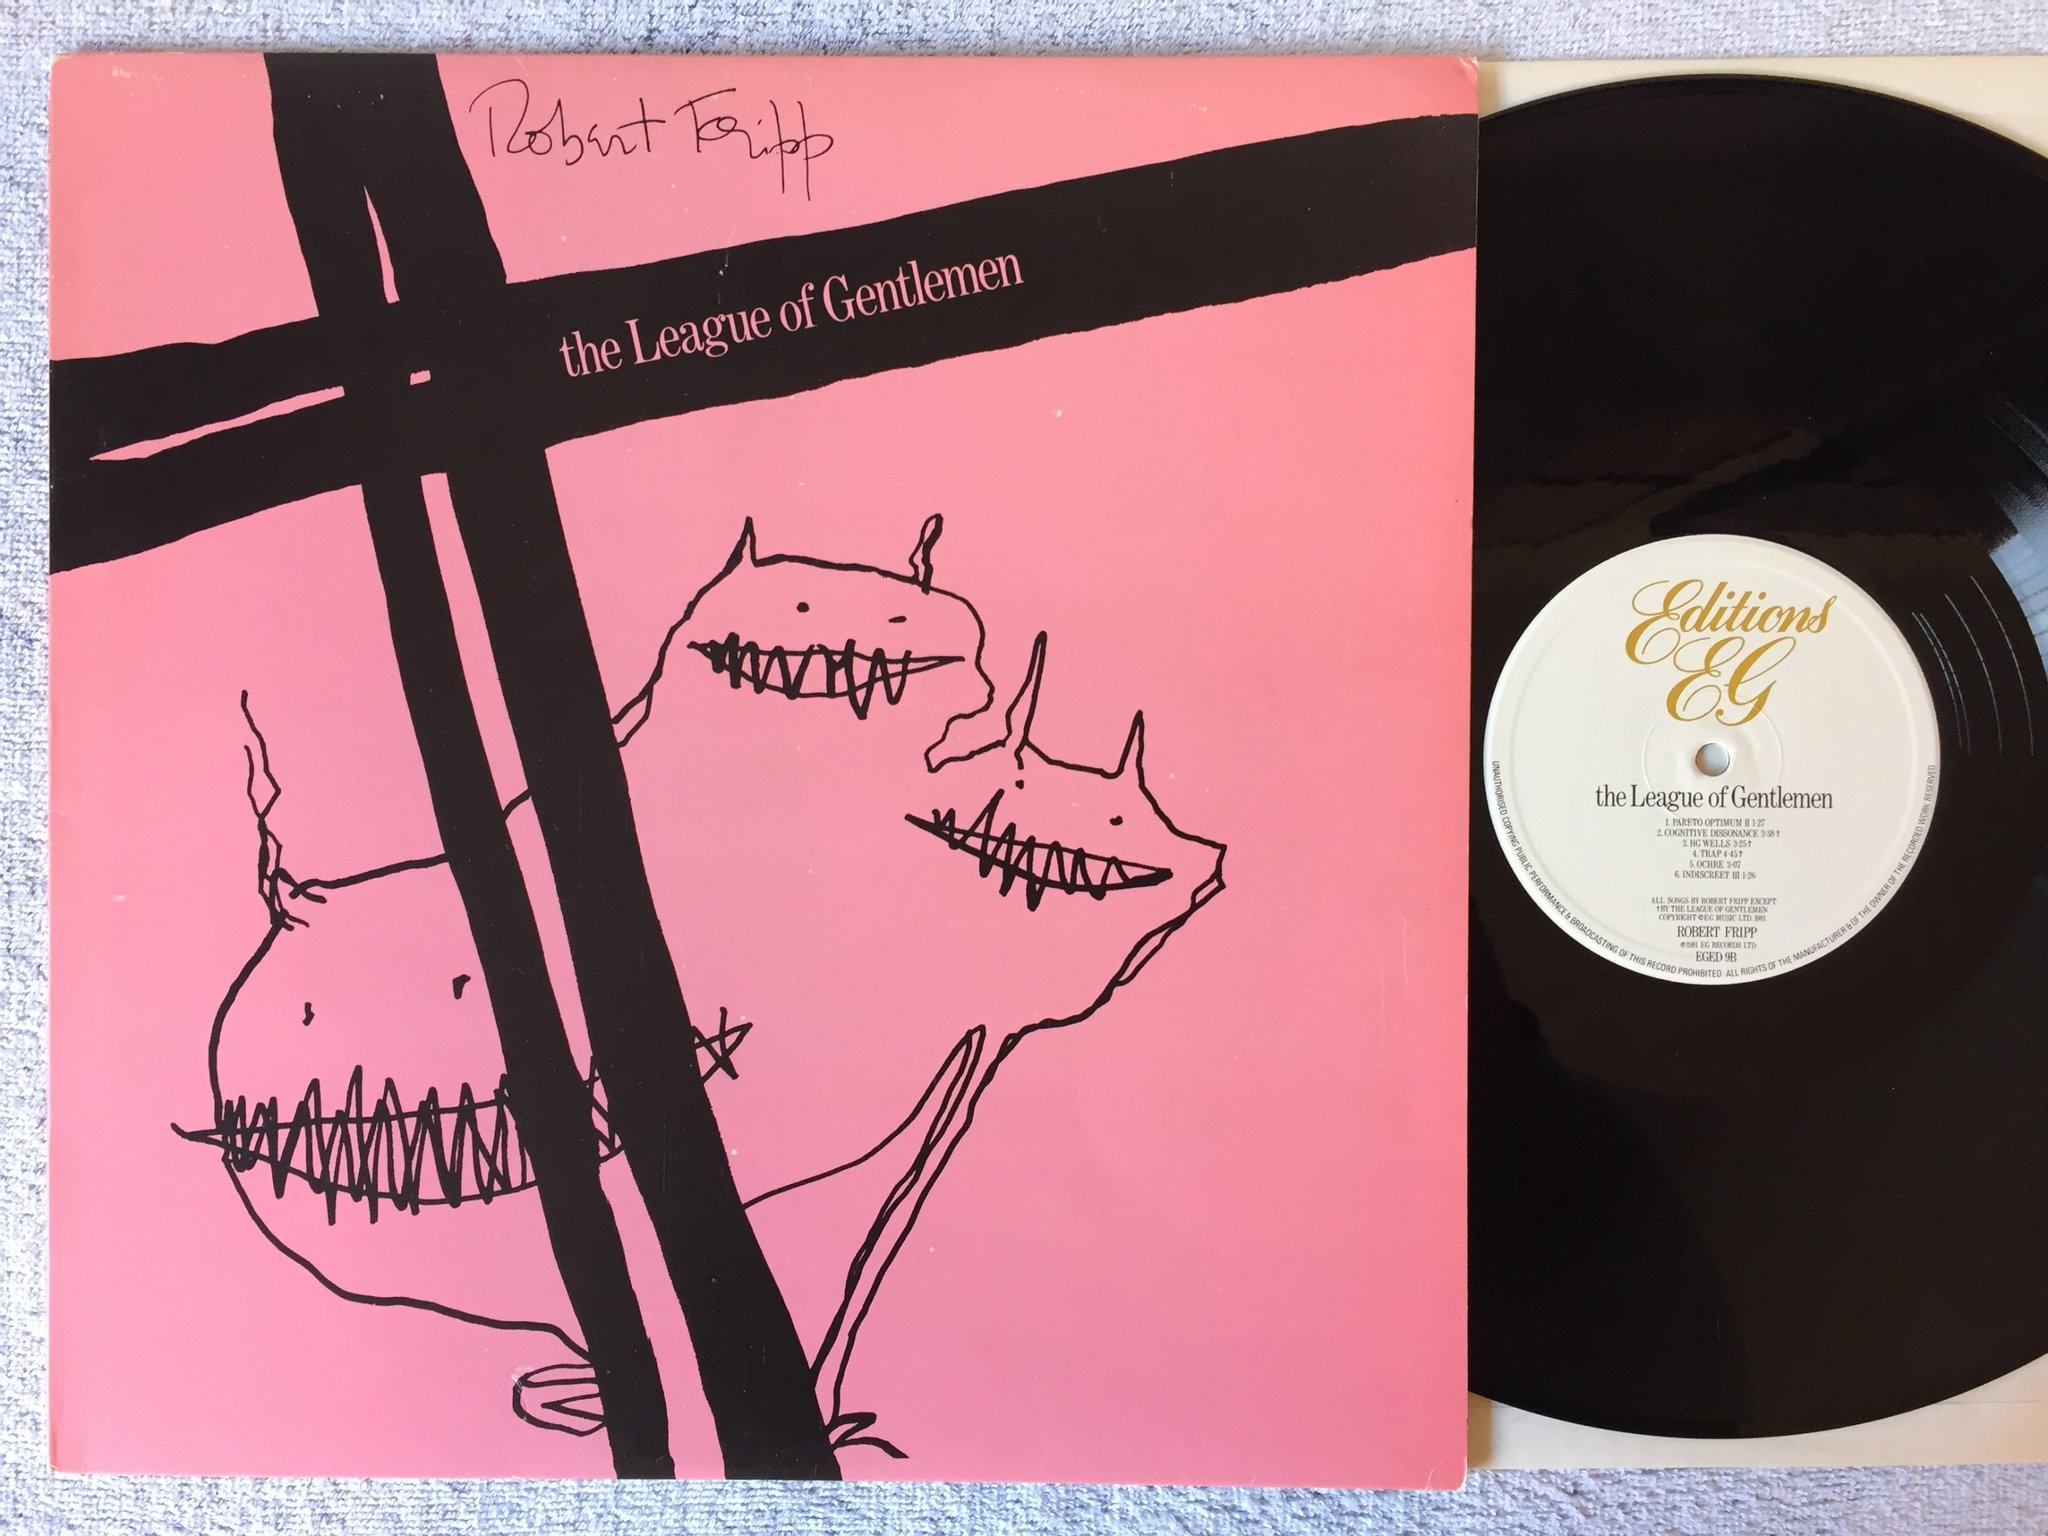 Robert Fripp
the League of Gentlemen
Editions
EG
the League of Gentlemen
1. PARETO OPTIMUM II 1·27
2. COGNITIVE DISSONANCE 3·38†
3. HG WELLS 3·25†
4. TRAP 4·45†
5. OCHRE 3·07
6. INDISCREET III 1·26
ALL SONGS BY ROBERT FRIPP EXCEPT
†BY THE LEAGUE OF GENTLEMEN
COPYRIGHT ©EG MUSIC LTD. 1981
ROBERT FRIPP
℗1981 EG RECORDS LTD
EGED 9B
UNAUTHORISED COPYING PUBLIC PERFORMANCE & BROADCASTING OF THIS RECORD PROHIBITED ALL RIGHTS OF THE MANUFACTURER & OF THE OWNER OF THE RECORDED WORK RESERVED